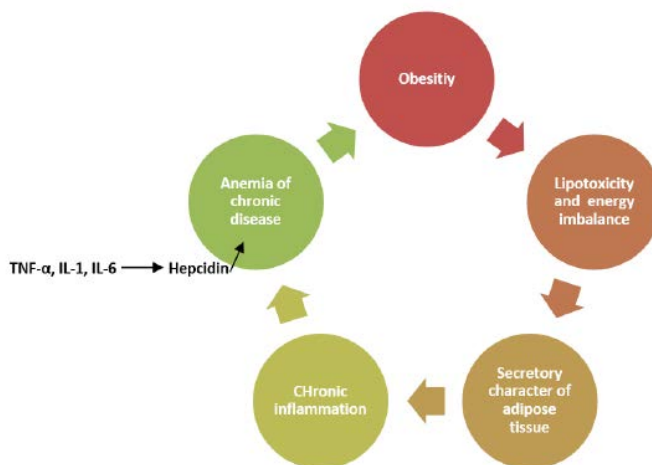 Obesitiy
Lipotoxicity
and energy
imbalance
Secretory
character of
adipose
tissue
CHronic
inflammation
Anemia of
chronic
disease
TNF-α, IL-1, IL-6
Hepcidin